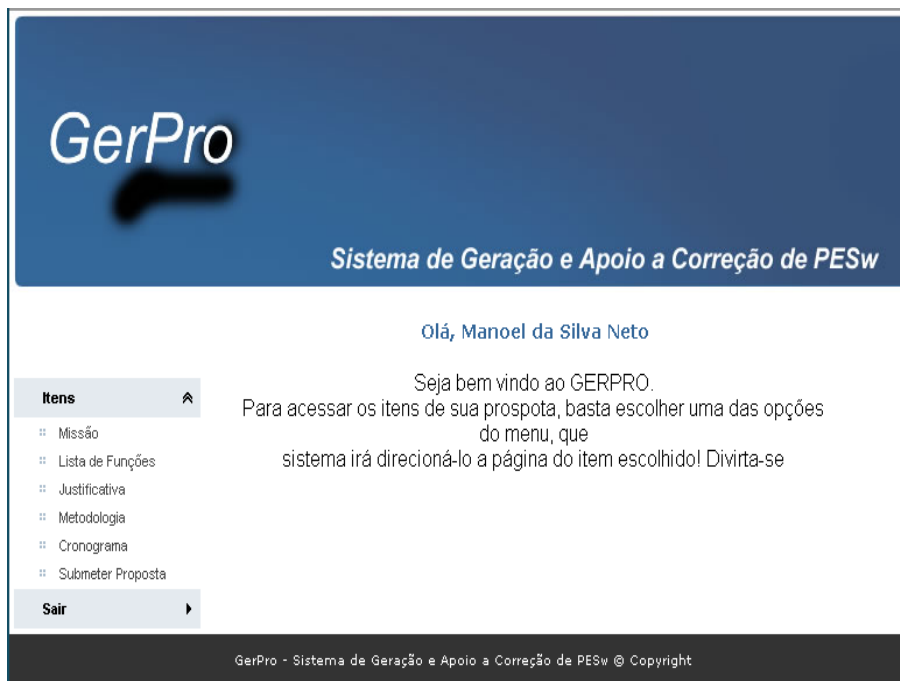 GerPro
Sistema de Geração e Apoio a Correção de PESw
Olá, Manoel da Silva Neto
Seja bem vindo ao GERPRO.
Para acessar os itens de sua prospota, basta escolher uma das opções
do menu, que
sistema irá direcioná-lo a página do item escolhido! Divirta-se
Itens
Missão
Lista de Funções
Justificativa
Metodologia
Cronograma
Submeter Proposta
Sair
GerPro - Sistema de Geração e Apoio a Correção de PESw © Copyright